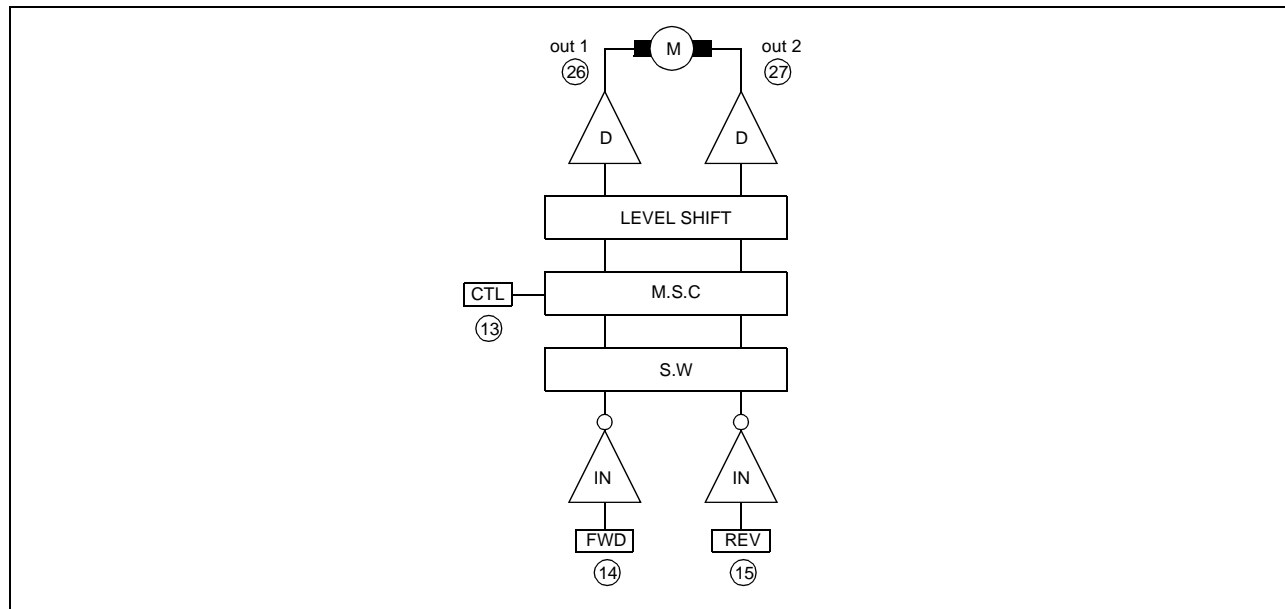 out 1 M out 2
26 27
D D
LEVEL SHIFT
CTL M.S.C
13
S.W
IN IN
FWD REV
14 15